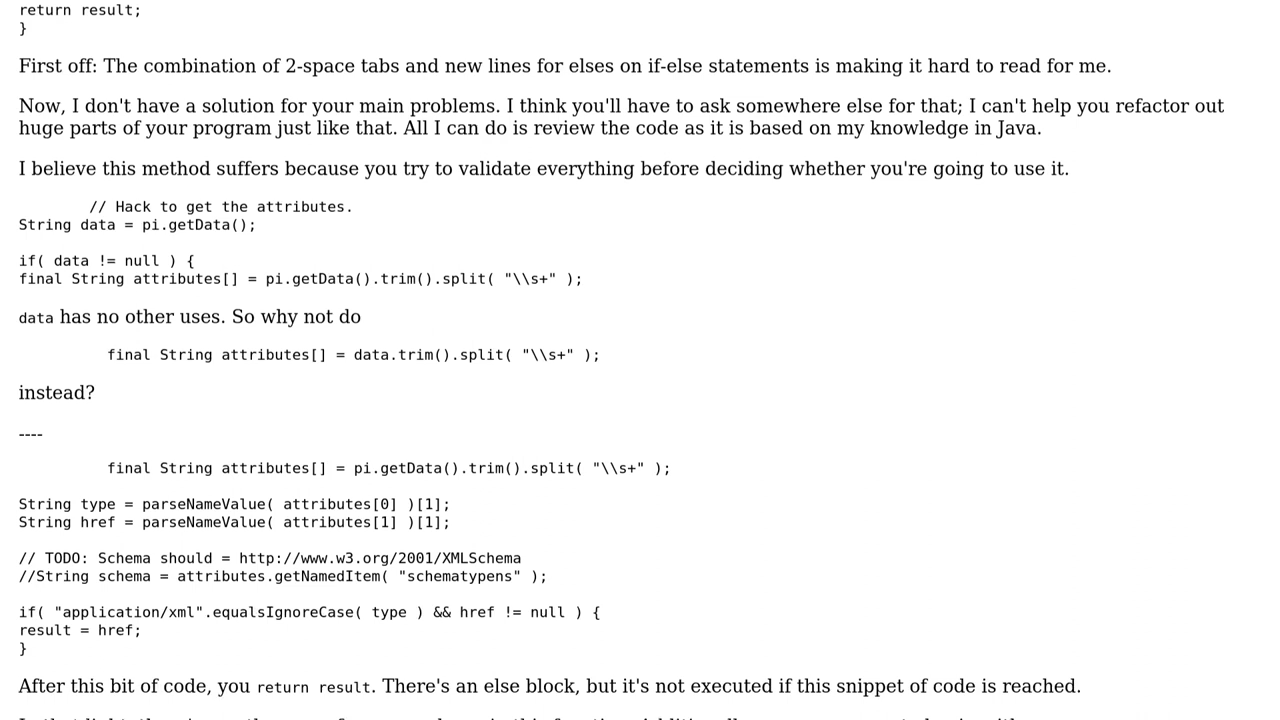 return result;
}
First off: The combination of 2-space tabs and new lines for elses on if-else statements is making it hard to read for me.
Now, I don't have a solution for your main problems. I think you'll have to ask somewhere else for that; I can't help you refactor out
huge parts of your program just like that. All I can do is review the code as it is based on my knowledge in Java.
I believe this method suffers because you try to validate everything before deciding whether you're going to use it.
// Hack to get the attributes.
String data = pi.getData();
if( data != null ) {
final String attributes[] = pi.getData().trim().split( "\\s+" );
data has no other uses. So why not do
final String attributes[] = data.trim().split( "\\s+" );
instead?
----
final String attributes[] = pi.getData().trim().split( "\\s+" );
String type = parseNameValue( attributes[0] )[1];
String href = parseNameValue( attributes[1] )[1];
// TODO: Schema should = http://www.w3.org/2001/XMLSchema
//String schema = attributes.getNamedItem( "schematypens" );
if( "application/xml".equalsIgnoreCase( type ) && href != null ) {
result = href;
}
After this bit of code, you return result. There's an else block, but it's not executed if this snippet of code is reached.